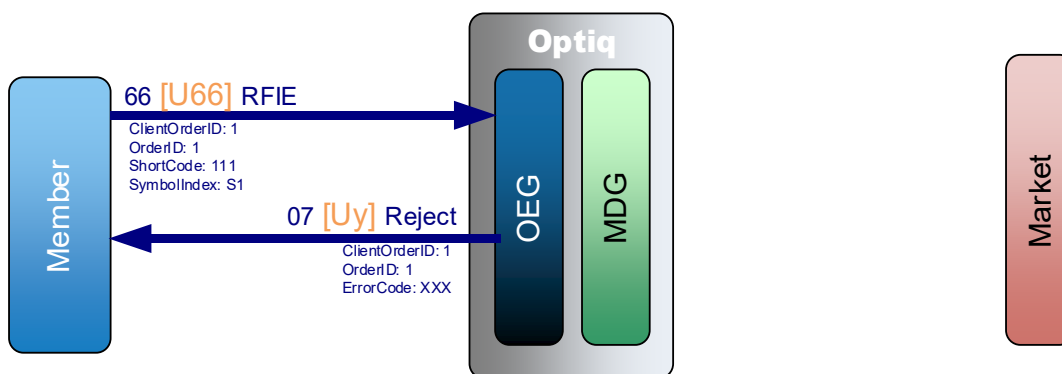 Optiq
66 [U66] RFIE
ClientOrderID: 1
OrderID: 1
ShortCode: 111
SymbolIndex: S1
Member
07 [Uy] Reject
ClientOrderID: 1
OrderID: 1
ErrorCode: XXX
OEG
MDG
Market